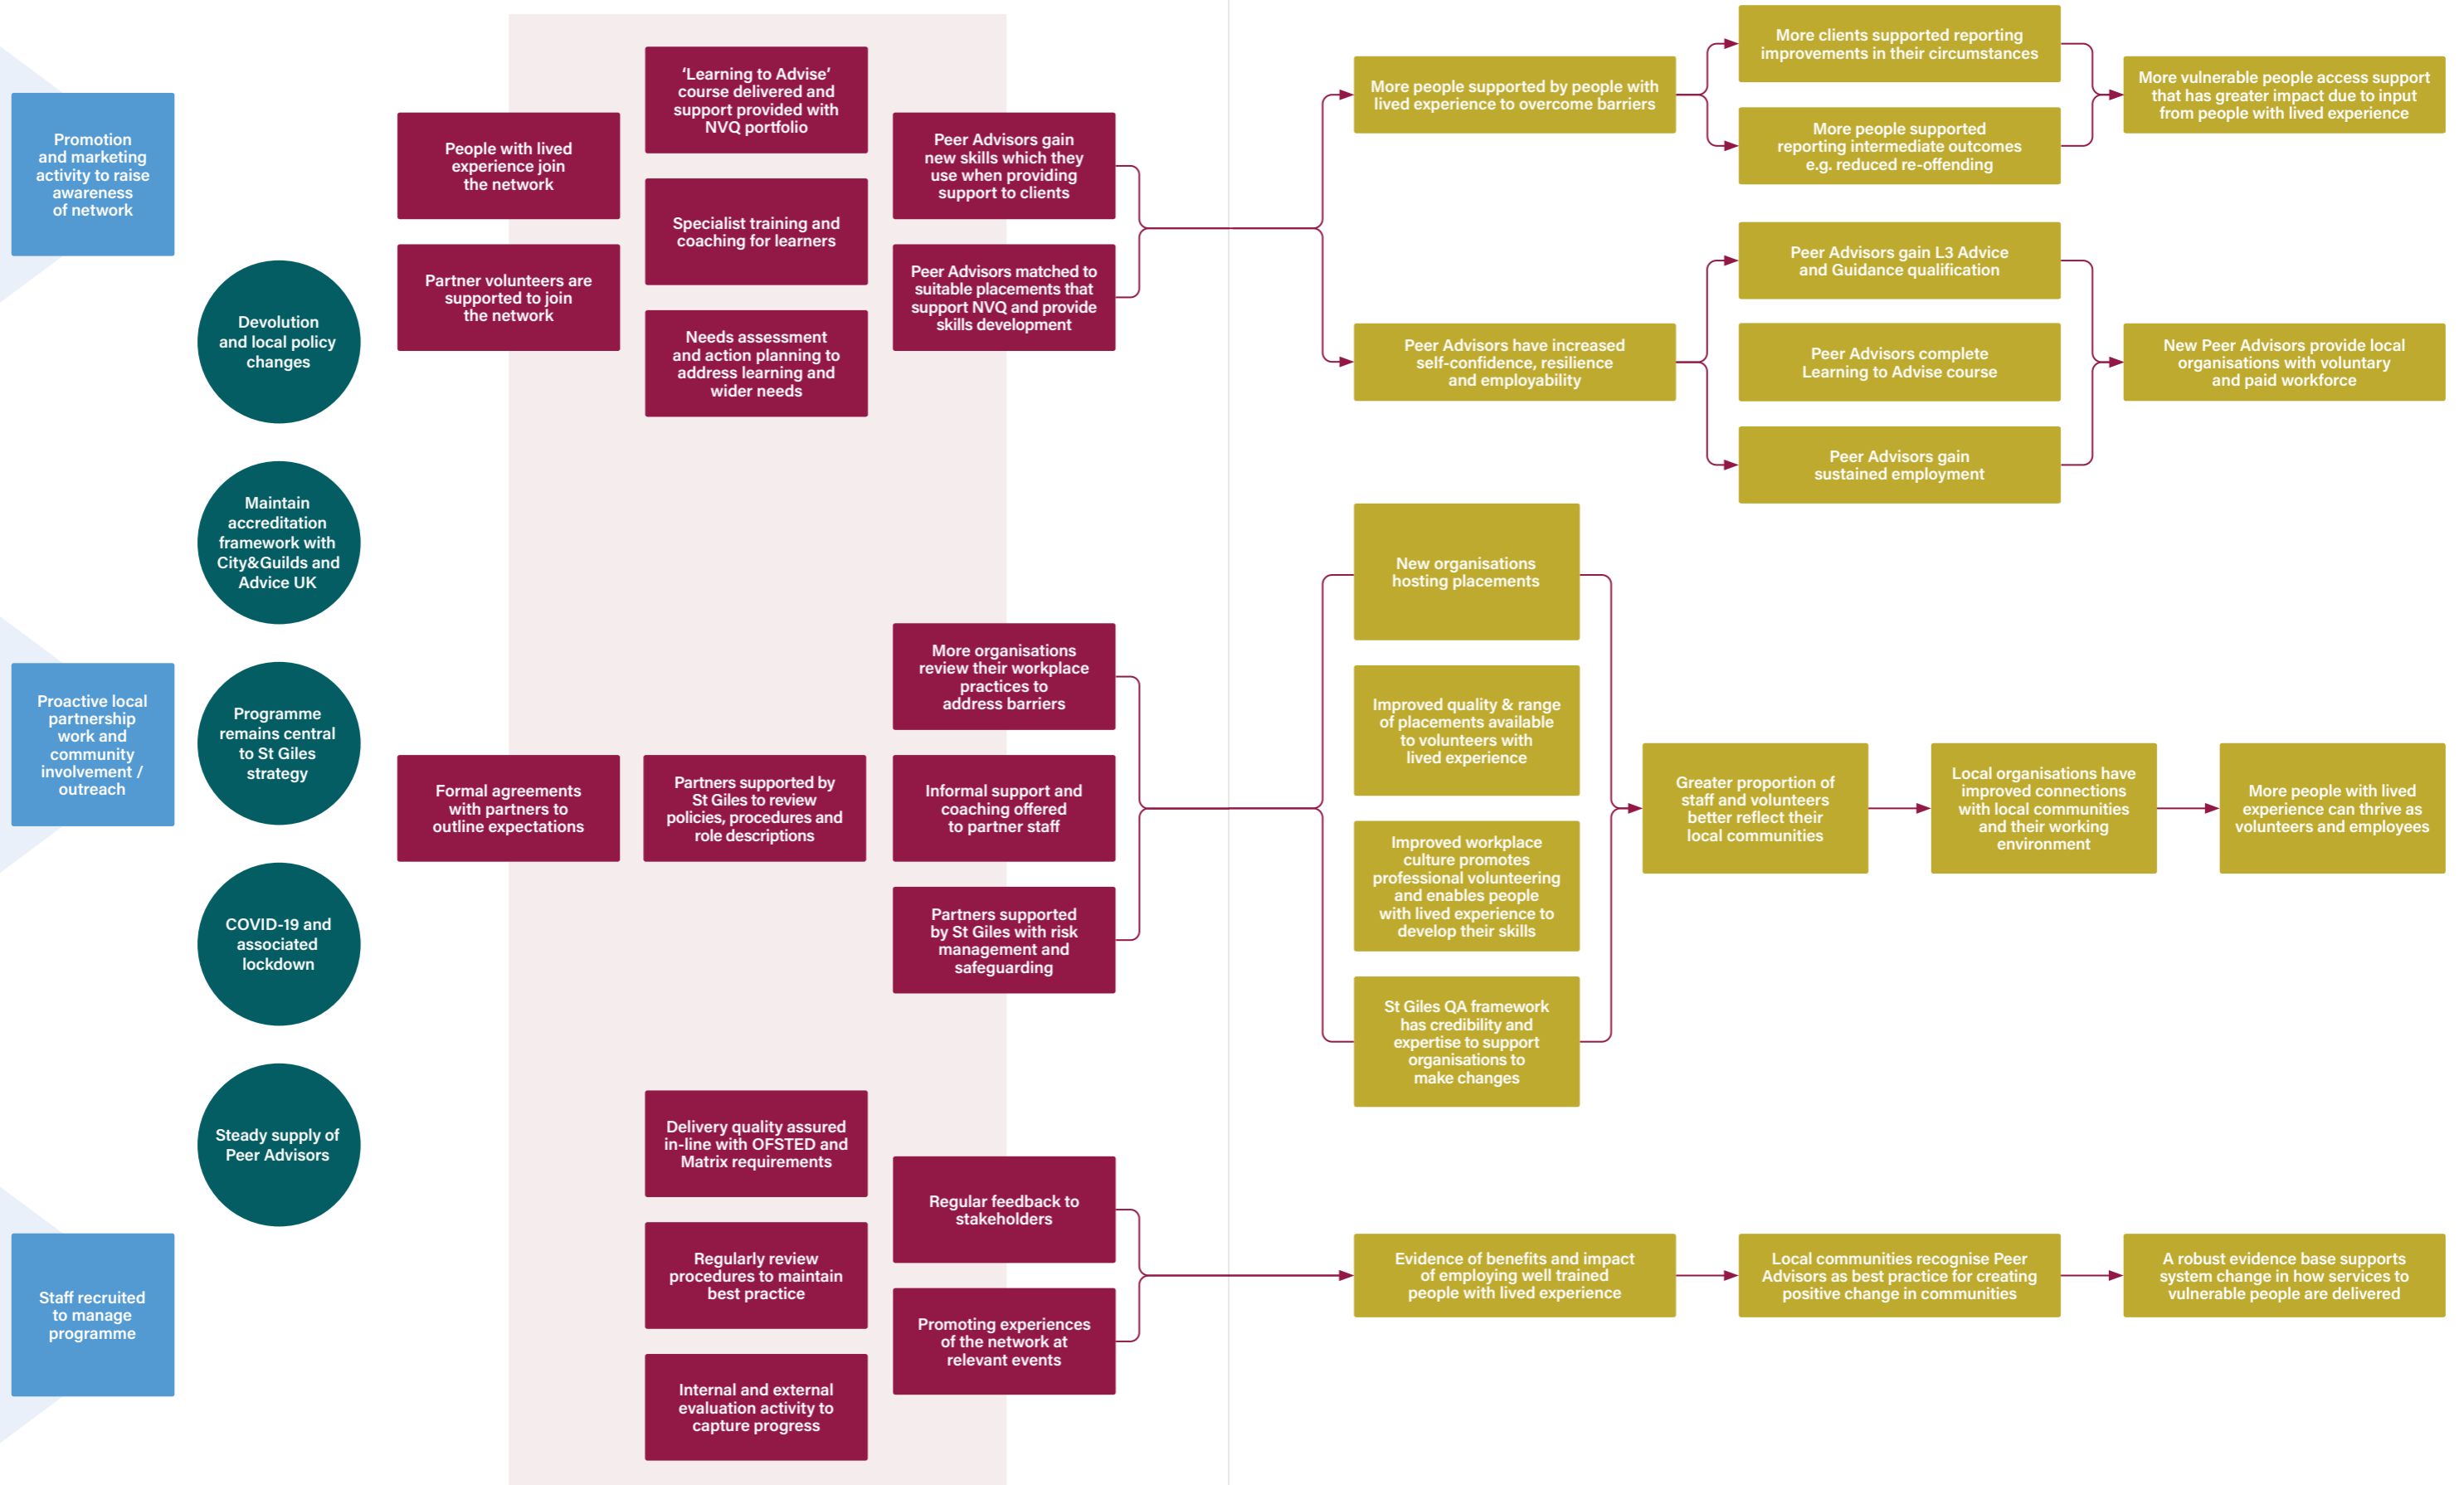 Promotion
and marketing
activity to raise
awareness
of network
Proactive local
partnership
work and
community
involvement /
outreach
Staff recruited
to manage
programme
Devolution
and local policy
changes
Maintain
accreditation
framework with
City&Guilds and
Advice UK
Programme
remains central
to St Giles
strategy
COVID-19 and
associated
lockdown
Steady supply of
Peer Advisors
People with lived
experience join
the network
Partner volunteers are
supported to join
the network
‘Learning to Advise’
course delivered and
support provided with
NVQ portfolio
Specialist training and
coaching for learners
Needs assessment
and action planning to
address learning and
wider needs
Peer Advisors gain
new skills which they
use when providing
support to clients
Peer Advisors matched to
suitable placements that
support NVQ and provide
skills development
More people supported by people with
lived experience to overcome barriers
More clients supported reporting
improvements in their circumstances
More people supported
reporting intermediate outcomes
e.g. reduced re-offending
More vulnerable people access support
that has greater impact due to input
from people with lived experience
Peer Advisors have increased
self-confidence, resilience
and employability
Peer Advisors gain L3 Advice
and Guidance qualification
Peer Advisors complete
Learning to Advise course
Peer Advisors gain
sustained employment
New Peer Advisors provide local
organisations with voluntary
and paid workforce
Formal agreements
with partners to
outline expectations
Partners supported by
St Giles to review
policies, procedures and
role descriptions
More organisations
review their workplace
practices to
address barriers
Informal support and
coaching offered
to partner staff
Partners supported
by St Giles with risk
management and
safeguarding
New organisations
hosting placements
Improved quality & range
of placements available
to volunteers with
lived experience
Improved workplace
culture promotes
professional volunteering
and enables people
with lived experience to
develop their skills
St Giles QA framework
has credibility and
expertise to support
organisations to
make changes
Greater proportion of
staff and volunteers
better reflect their
local communities
Local organisations have
improved connections
with local communities
and their working
environment
More people with lived
experience can thrive as
volunteers and employees
Delivery quality assured
in-line with OFSTED and
Matrix requirements
Regularly review
procedures to maintain
best practice
Internal and external
evaluation activity to
capture progress
Regular feedback to
stakeholders
Promoting experiences
of the network at
relevant events
Evidence of benefits and impact
of employing well trained
people with lived experience
Local communities recognise Peer
Advisors as best practice for creating
positive change in communities
A robust evidence base supports
system change in how services to
vulnerable people are delivered